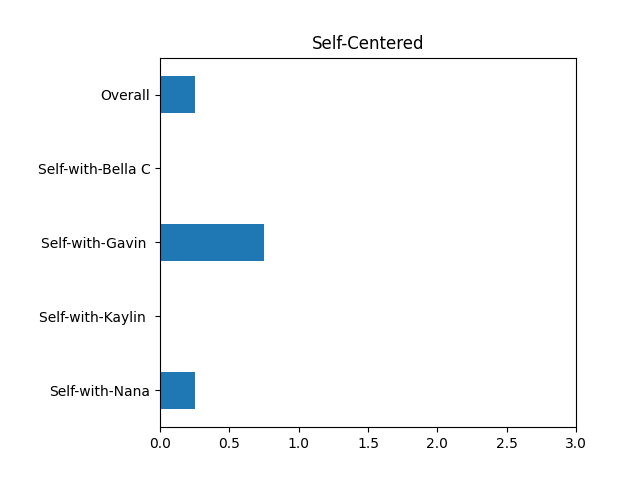 Self-Centered
Overall
Self-with-Bella C
Self-with-Gavin
Self-with-Kaylin
Self-with-Nana
0.0 0.5 1.0 1.5 2.0 2.5 3.0